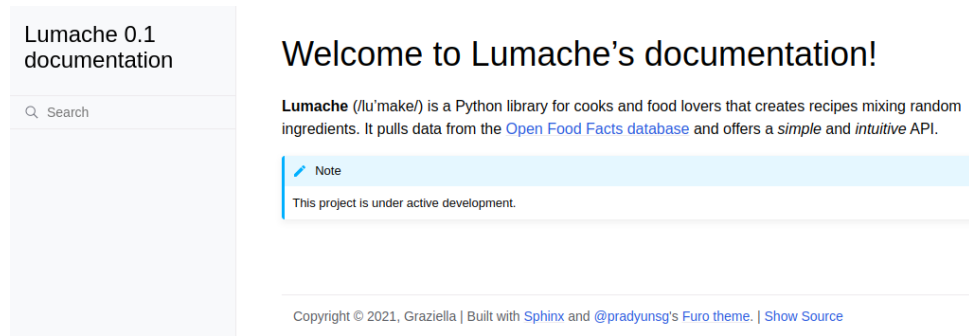 Lumache 0.1
documentation
Search
Welcome to Lumache’s documentation!
Lumache (/lu’make/) is a Python library for cooks and food lovers that creates recipes mixing random
ingredients. It pulls data from the Open Food Facts database and offers a simple and intuitive API.
Note
This project is under active development.
Copyright © 2021, Graziella | Built with Sphinx and @pradyunsg's Furo theme. | Show Source